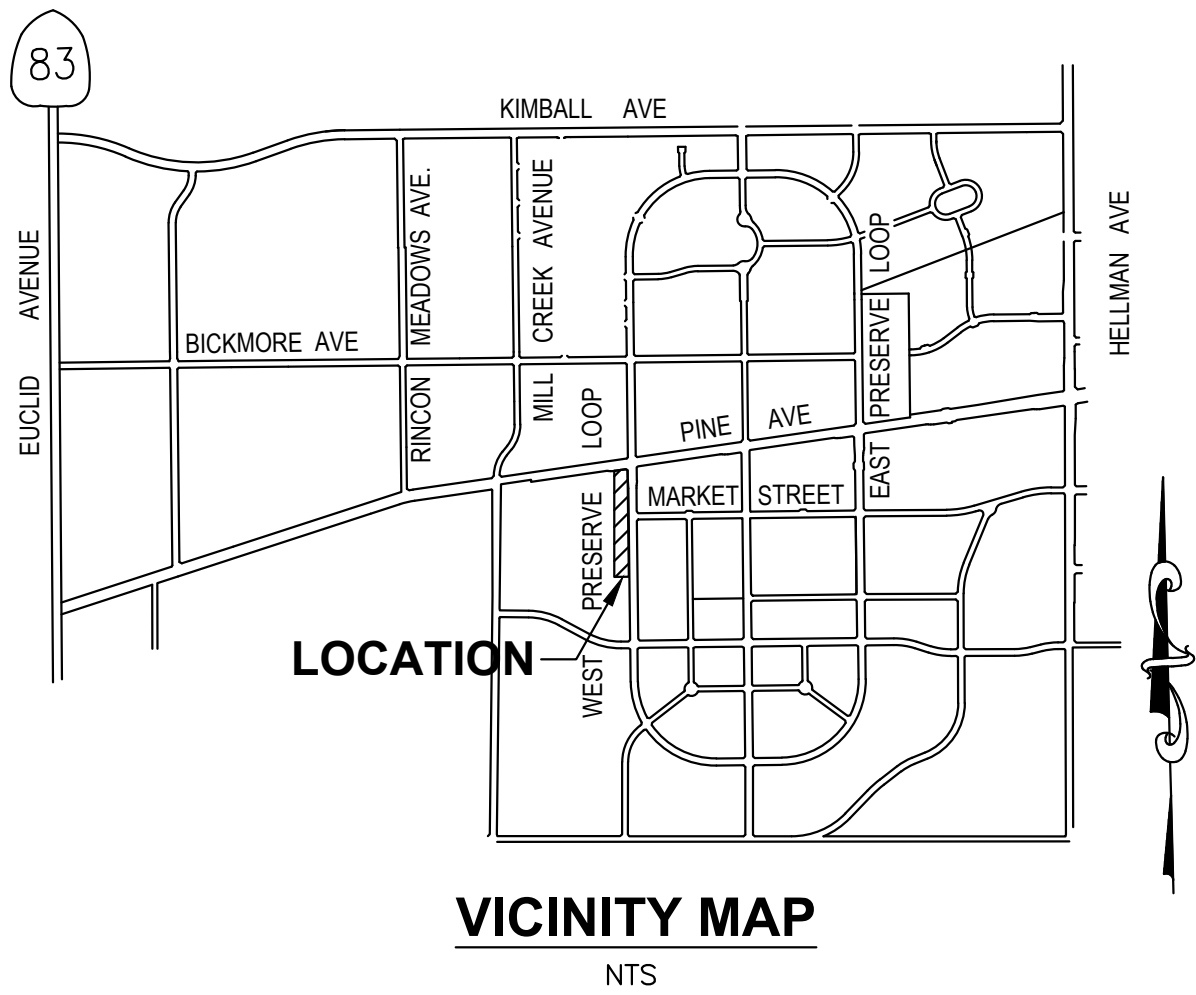 83
KIMBALL AVE
EUCLID AVENUE
RINCON MEADOWS AVE.
MILL CREEK AVENUE
BICKMORE AVE
WEST PRESERVE LOOP
EAST PRESERVE LOOP
HELLMAN AVE
PINE AVE
MARKET STREET
LOCATION
VICINITY MAP
NTS